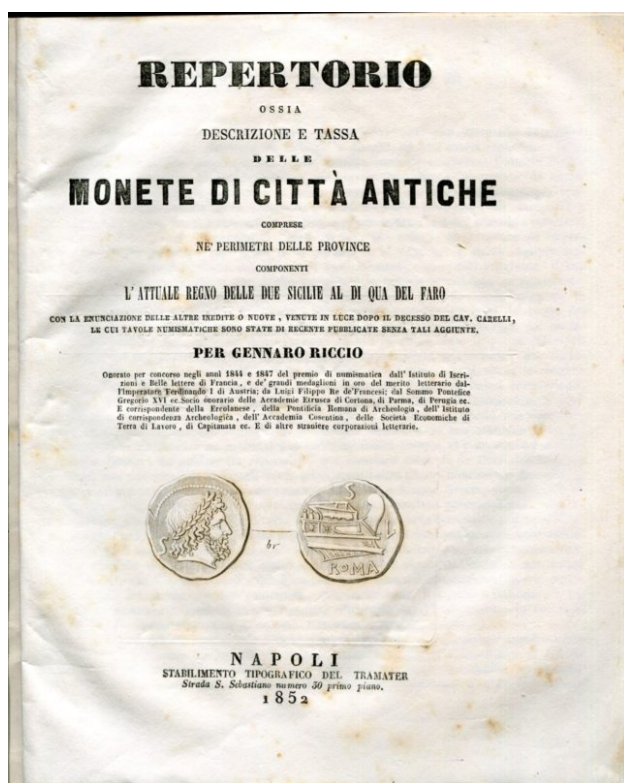 REPERTORIO
OSSIA
DESCRIZIONE E TASSA
DELLE
MONETE DI CITTÀ ANTICHE
COMPRESE
NE' PERIMETRI DELLE PROVINCE
COMPONENTI
L'ATTUALE REGNO DELLE DUE SICILIE AL DI QUA DEL FARO
CON LA ENUNCIAZIONE DELLE ALTRE INEDITE O NUOVE, VENUTE IN LUCE DOPO IL DECESSO DEL CAV. CARELLI,
LE CUI TAVOLE NUMISMATICHE SONO STATE DI RECENTE PUBBLICATE SENZA TALI AGGIUNTE.
PER GENNARO RICCIO
Onorato per concorso negli anni 1844 e 1847 del premio di numismatica dall' Istituto di Iscri-
zioni e Belle lettere di Francia, e de' grandi medaglioni in oro del merito letterario dal-
l'Imperatore Ferdinando I di Austria; da Luigi Filippo Re de' Francesi; dal Sommo Pontefice
Gregorio XVI ec. Socio onorario delle Accademie Etrusca di Cortona, di Parma, di Perugia ec.
E corrispondente della Ercolanese, della Pontificia Romana di Archeologia, dell' Istituto
di corrispondenza Archeologica, dell' Accademia Cosentina, delle Società Economiche di
Terra di Lavoro, di Capitanata ec. E di altre straniere corporazioni letterarie.
br
L
ROMA
NAPOLI
STABILIMENTO TIPOGRAFICO DEL TRAMATER
Strada S. Sebastiano numero 30 primo piano.
1852